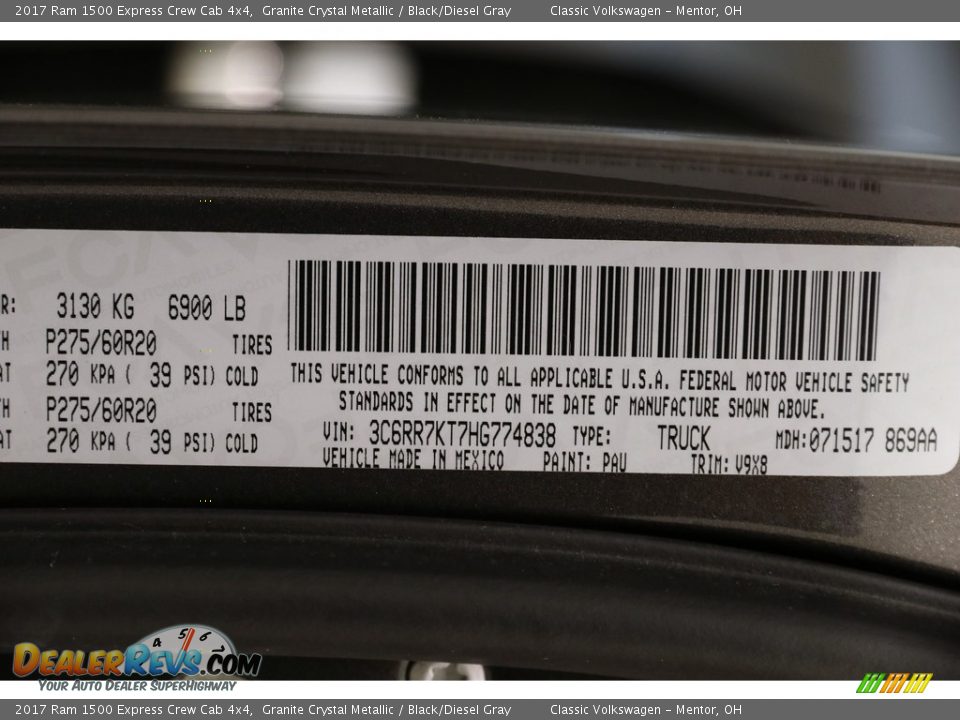 2017 Ram 1500 Express Crew Cab 4x4, Granite Crystal Metallic / Black/Diesel Gray Classic Volkswagen – Mentor, OH
R: 3130 KG 6900 LB
H P275/60R20 TIRES
AT 270 KPA ( 39 PSI) COLD
H P275/60R20 TIRES
AT 270 KPA ( 39 PSI) COLD
THIS VEHICLE CONFORMS TO ALL APPLICABLE U.S.A. FEDERAL MOTOR VEHICLE SAFETY
STANDARDS IN EFFECT ON THE DATE OF MANUFACTURE SHOWN ABOVE.
VIN: 3C6RR7KT7HG774838 TYPE: TRUCK MDH:071517 869AA
VEHICLE MADE IN MEXICO PAINT: PAU TRIM: V9X8
4 5 6
DEALERREVS.COM
YOUR AUTO DEALER SUPERHIGHWAY
2017 Ram 1500 Express Crew Cab 4x4, Granite Crystal Metallic / Black/Diesel Gray Classic Volkswagen – Mentor, OH